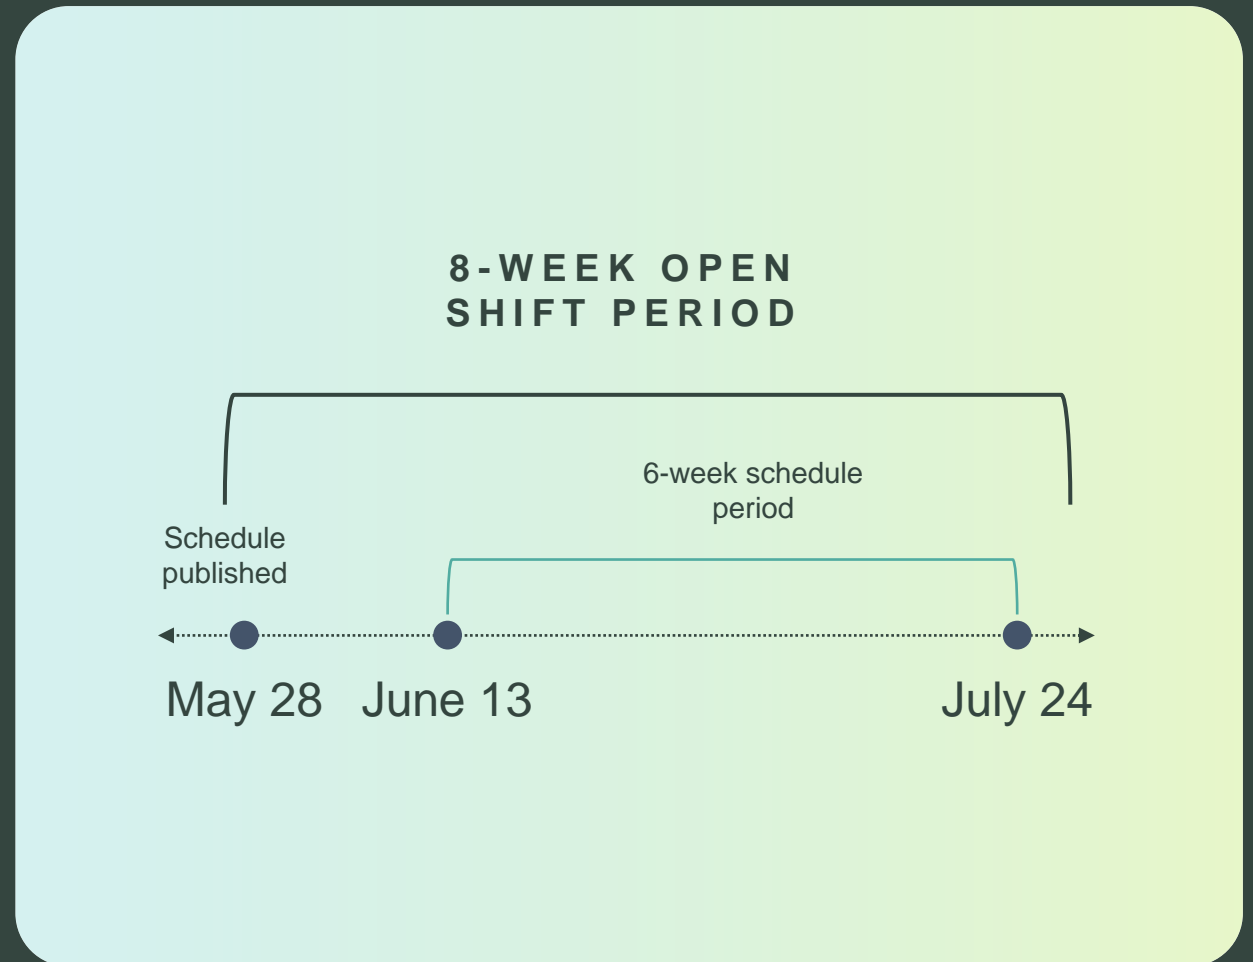 8-WEEK OPEN
SHIFT PERIOD
6-week schedule
period
Schedule
published
May 28
June 13
July 24